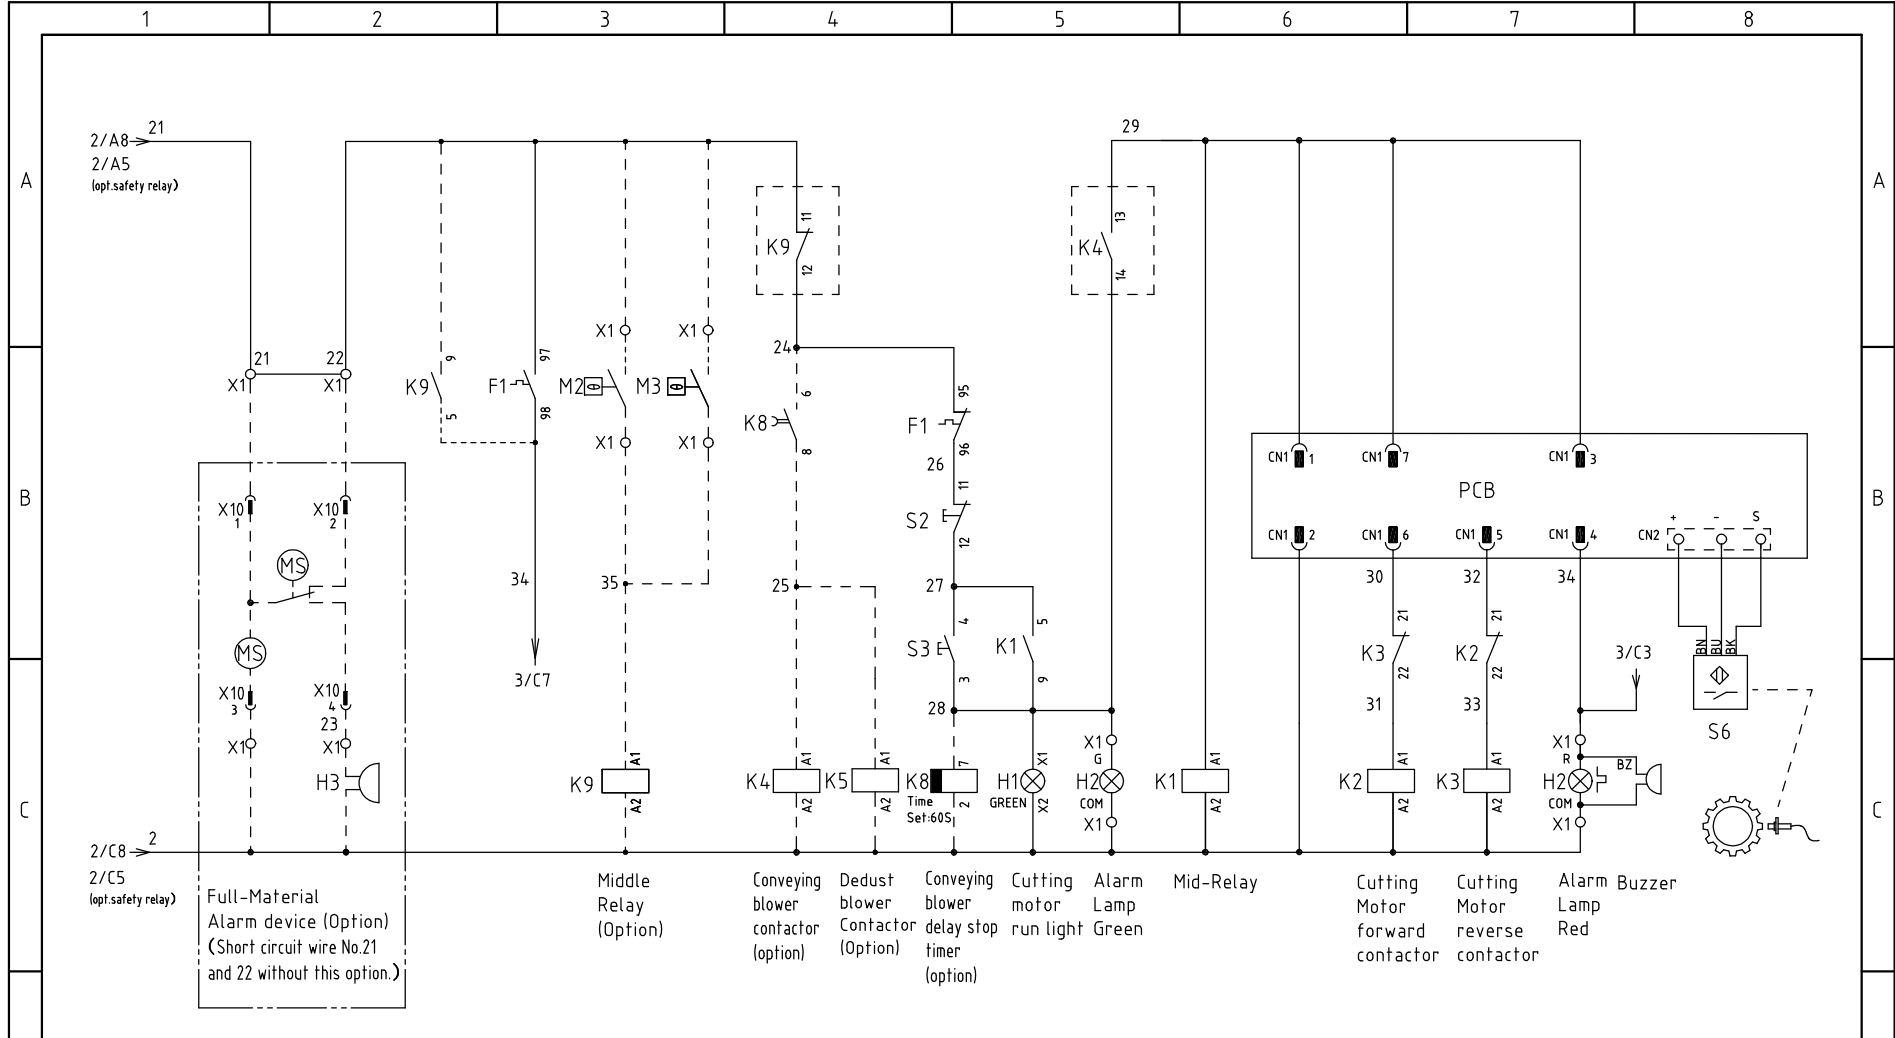 1 2 3 4 5 6 7 8
21
29
2/A8
2/A5
(opt.safety relay)
A
A
11
K9
12
13
K4
14
X1
X1
24
21
22
X1
X1
9
K9
5
97
F1
98
M2 θ
M3 θ
X1
X1
6
K8
8
95
F1
96
26
11
S2
12
B
B
CN1 1
CN1 7
CN1 3
PCB
CN1 2
CN1 6
CN1 5
CN1 4
CN2
+ - S
X10
1
X10
2
MS
MS
34
35
25
27
30
32
34
4
S3
3
5
K1
9
21
K3
22
21
K2
22
3/C3
BN
BU
BK
S6
3/C7
X10
3
X10
4
23
X1
X1
H3
28
31
33
A1
K9
A2
A1
K4
A2
A1
K5
A2
7
K8
2
Time
Set:60S
X1
H1
GREEN
X2
X1
G
H2
COM
X1
A1
K1
A2
A1
K2
A2
A1
K3
A2
X1
R
H2
COM
X1
BZ
C
C
2
2/C8
2/C5
(opt.safety relay)
Full-Material
Alarm device (Option)
(Short circuit wire No.21
and 22 without this option.)
Middle
Relay
(Option)
Conveying
blower
contactor
(option)
Dedust
blower
Contactor
(Option)
Conveying
blower
delay stop
timer
(option)
Cutting
motor
run light
Alarm
Lamp
Green
Mid-Relay
Cutting
Motor
forward
contactor
Cutting
Motor
reverse
contactor
Alarm
Lamp
Red
Buzzer